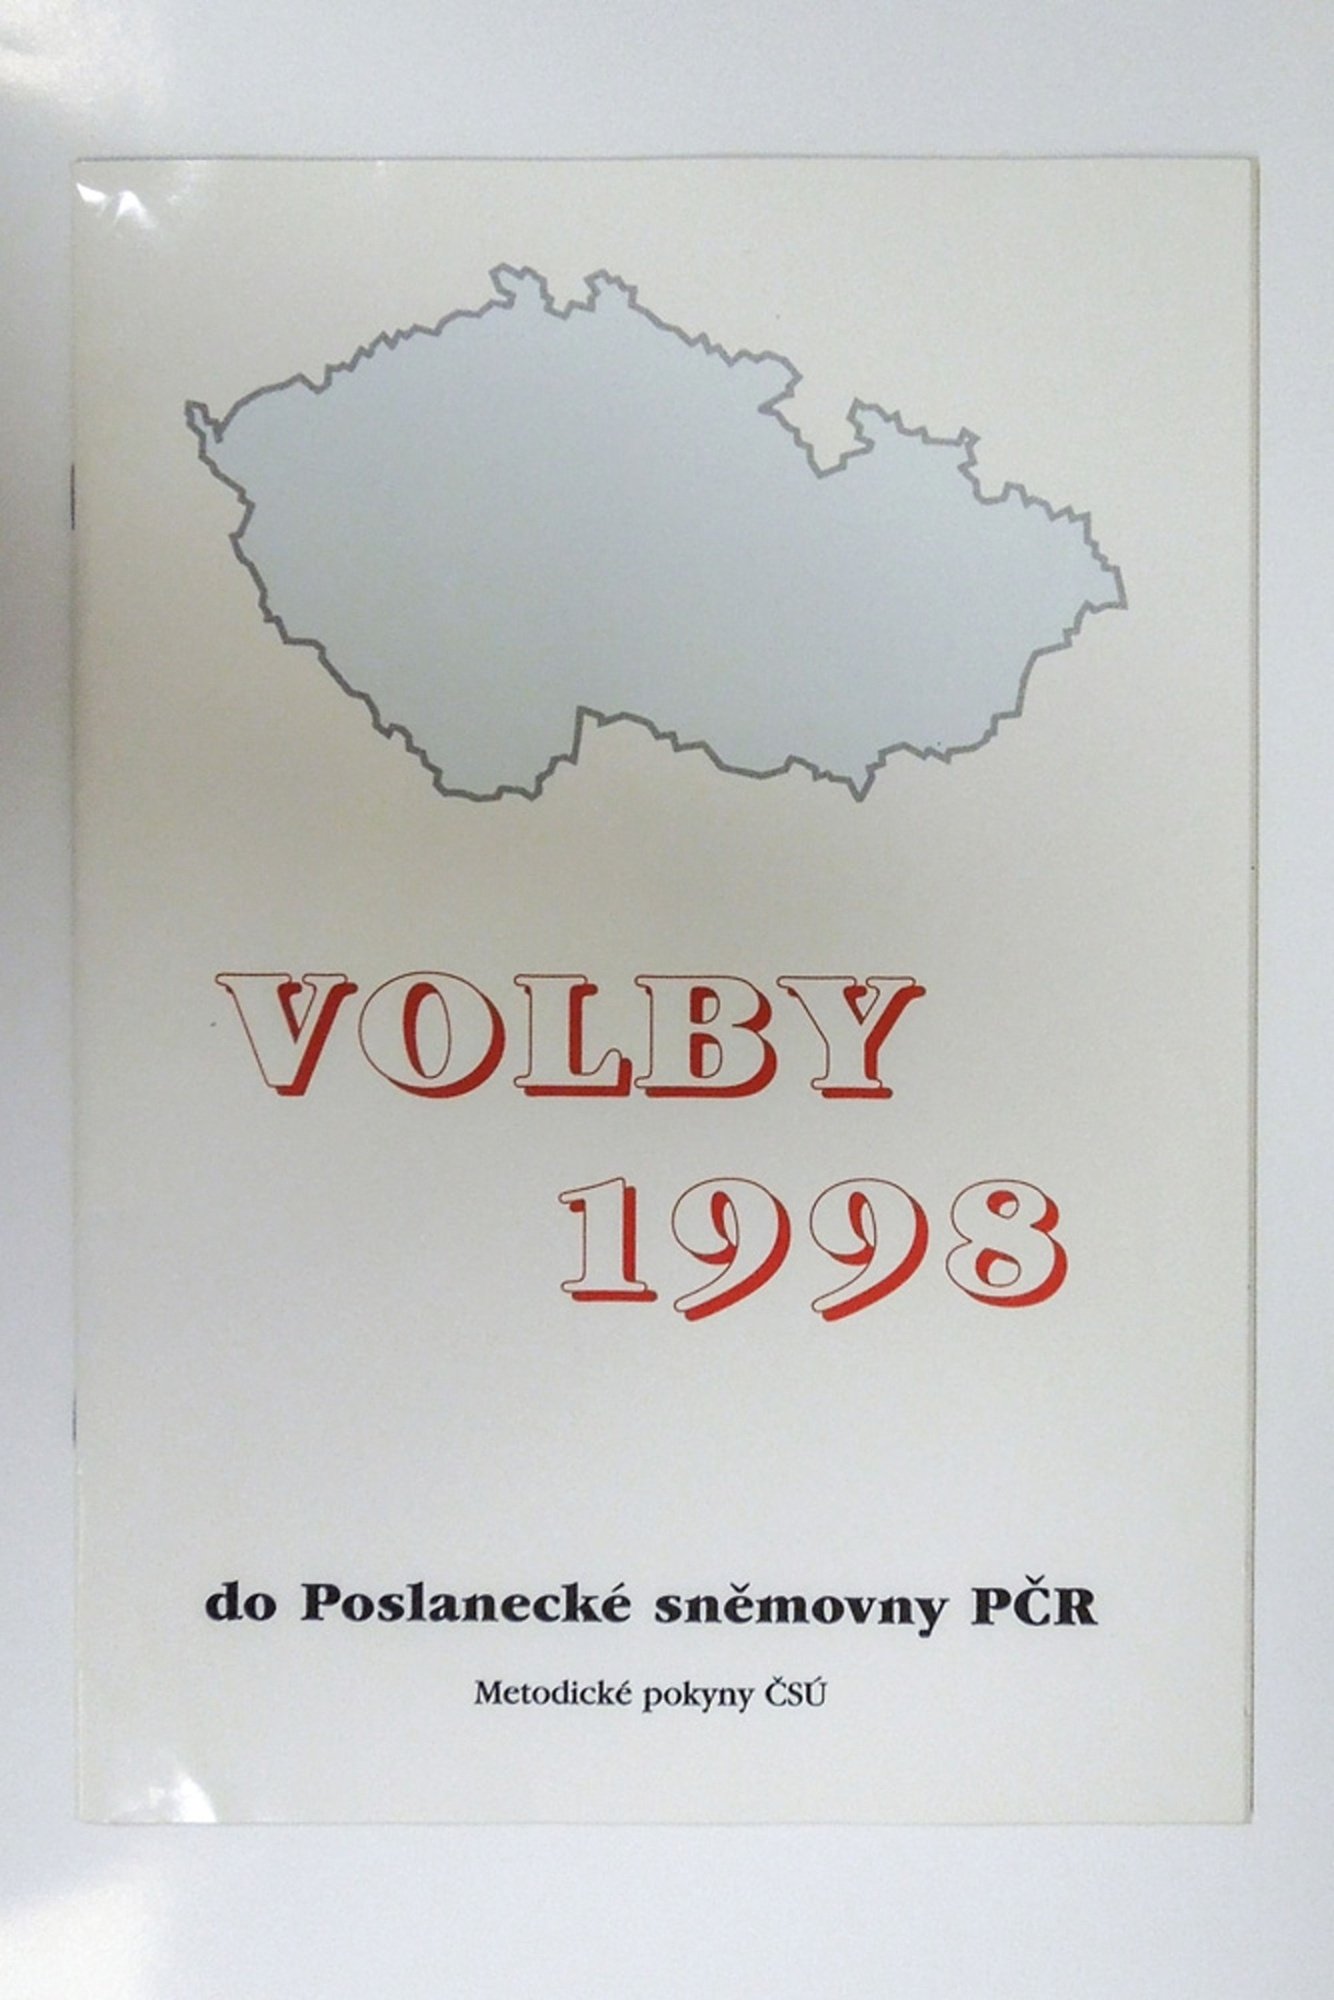 VOLBY
1998
do Poslanecké sněmovny PČR
Metodické pokyny ČSÚ